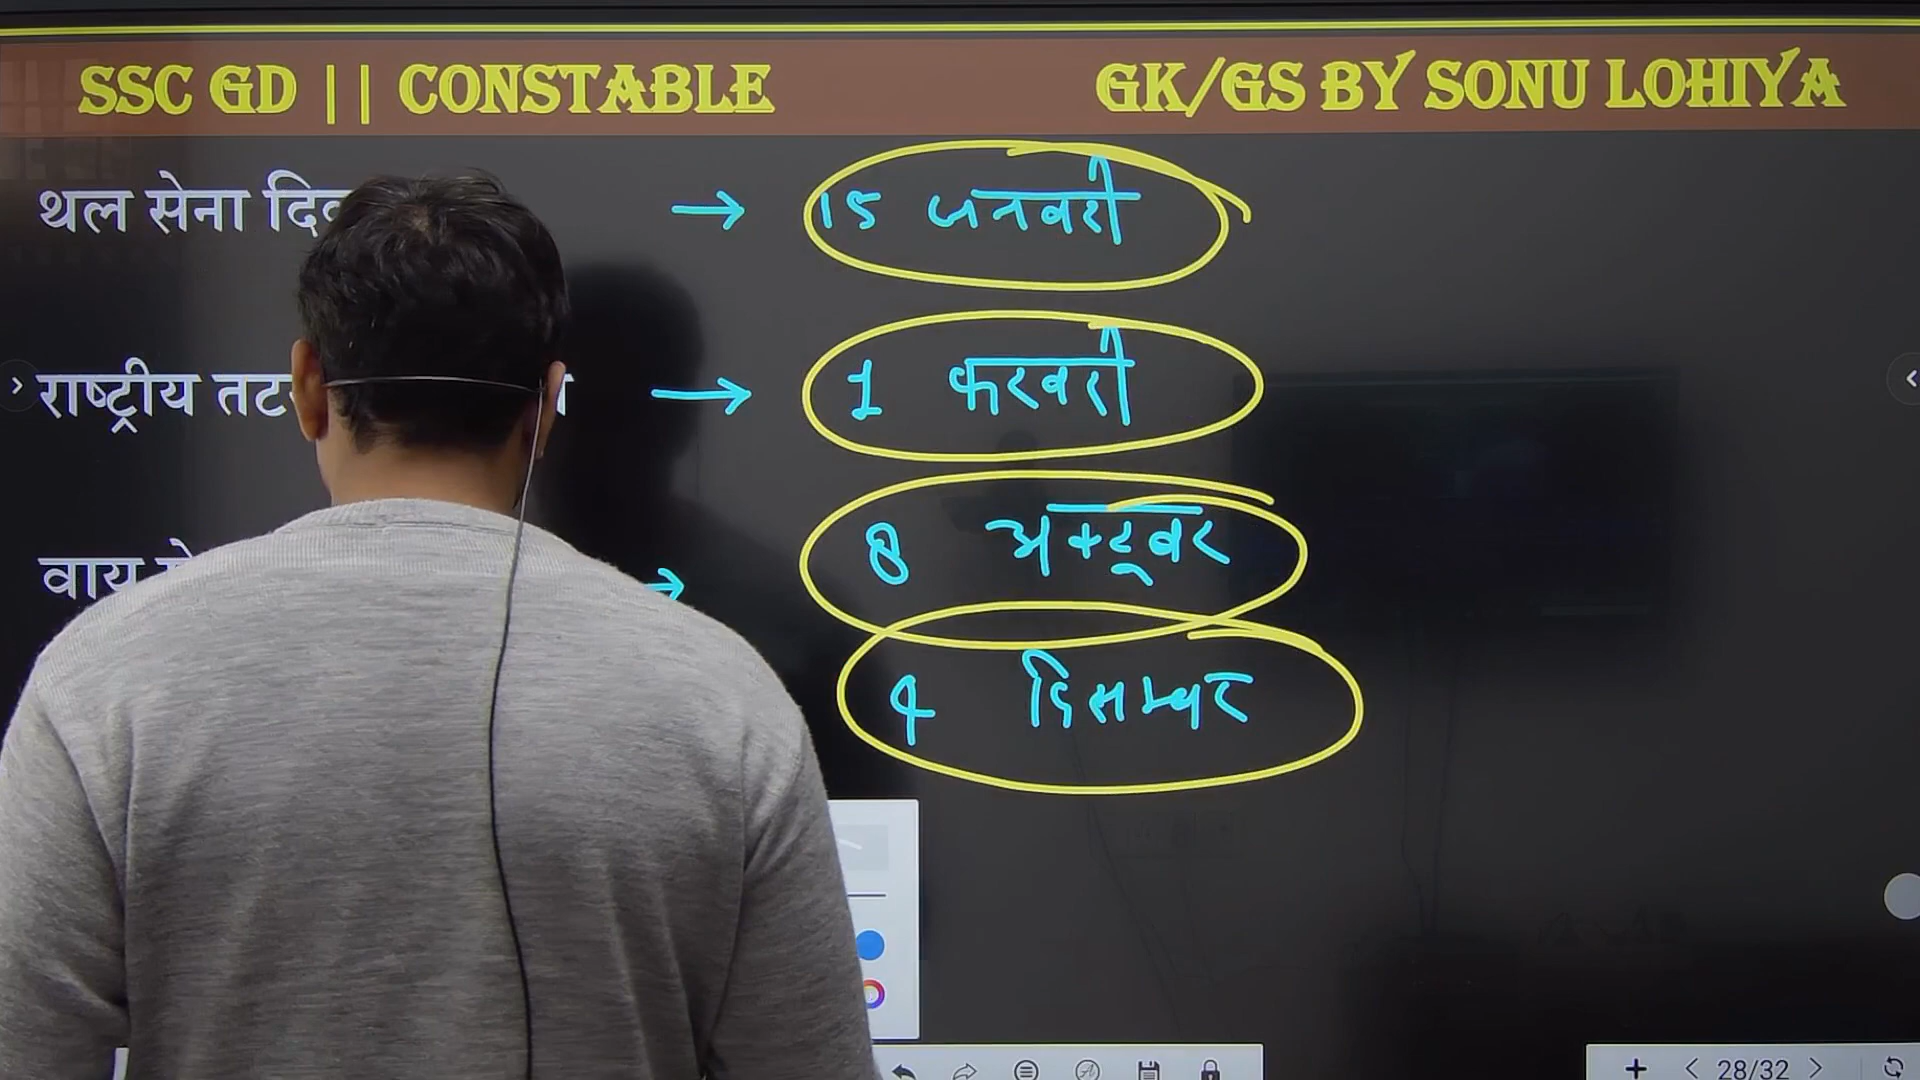 SSC GD || CONSTABLE GK/GS BY SONU LOHIYA
थल सेना → 15 जनवरी
राष्ट्रीय → 1 फरवरी
→ 8 अक्टूबर
4 दिसम्बर
28/32